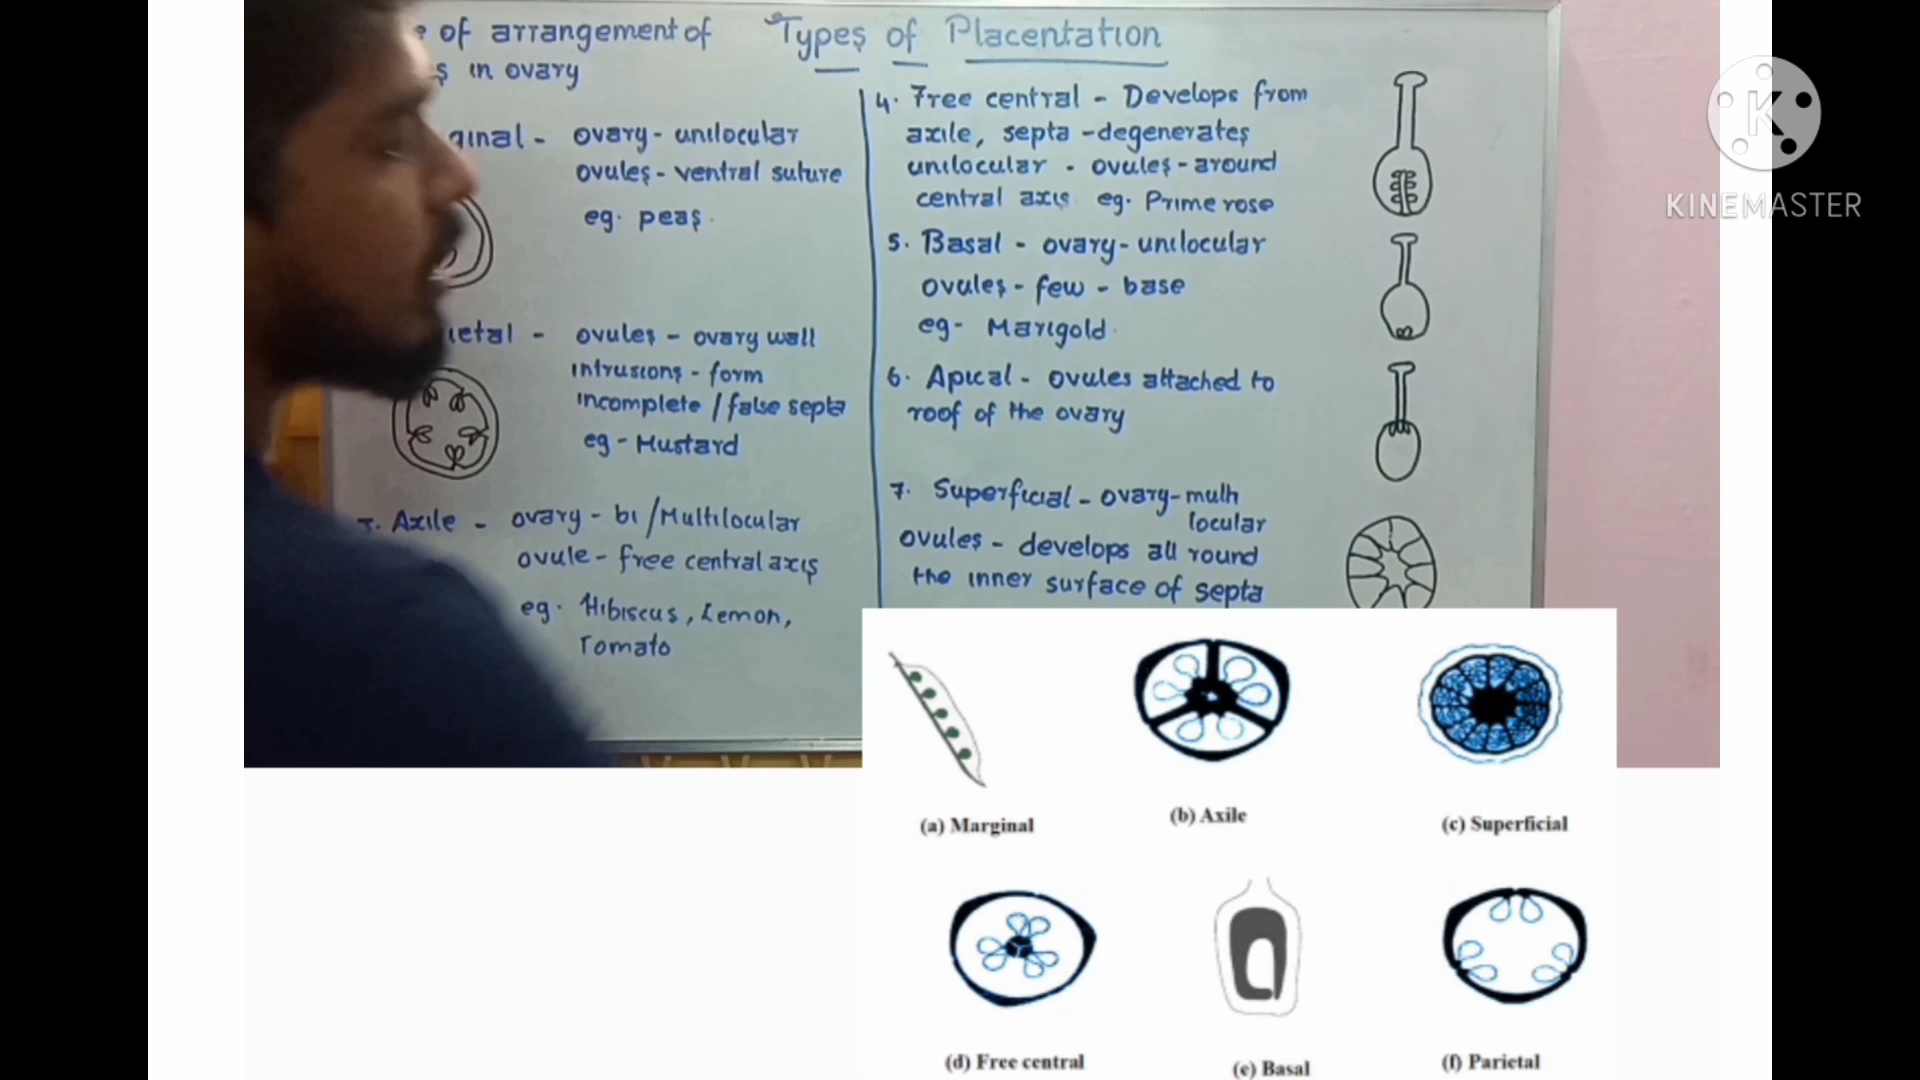 of arrangement of
Types of Placentation
in ovary
ovary - unilocular
ovules - ventral suture
eg. peas.
ovules - ovary wall
intrusions - form
incomplete / false septa
eg - Mustard
Axile - ovary - bi/Multilocular
ovule - free central axis
eg. Hibiscus, Lemon,
Tomato
4. Free central - Develops from
axile, septa - degenerates
unilocular - ovules - around
central axis eg. Primerose
5. Basal - ovary - unilocular
ovules - few - base
eg - Marigold.
6. Apical - ovules attached to
roof of the ovary
7. Superficial - ovary - multi
locular
ovules - develops all round
the inner surface of septa
K
KINEMASTER
(a) Marginal
(b) Axile
(c) Superficial
(d) Free central
(e) Basal
(f) Parietal